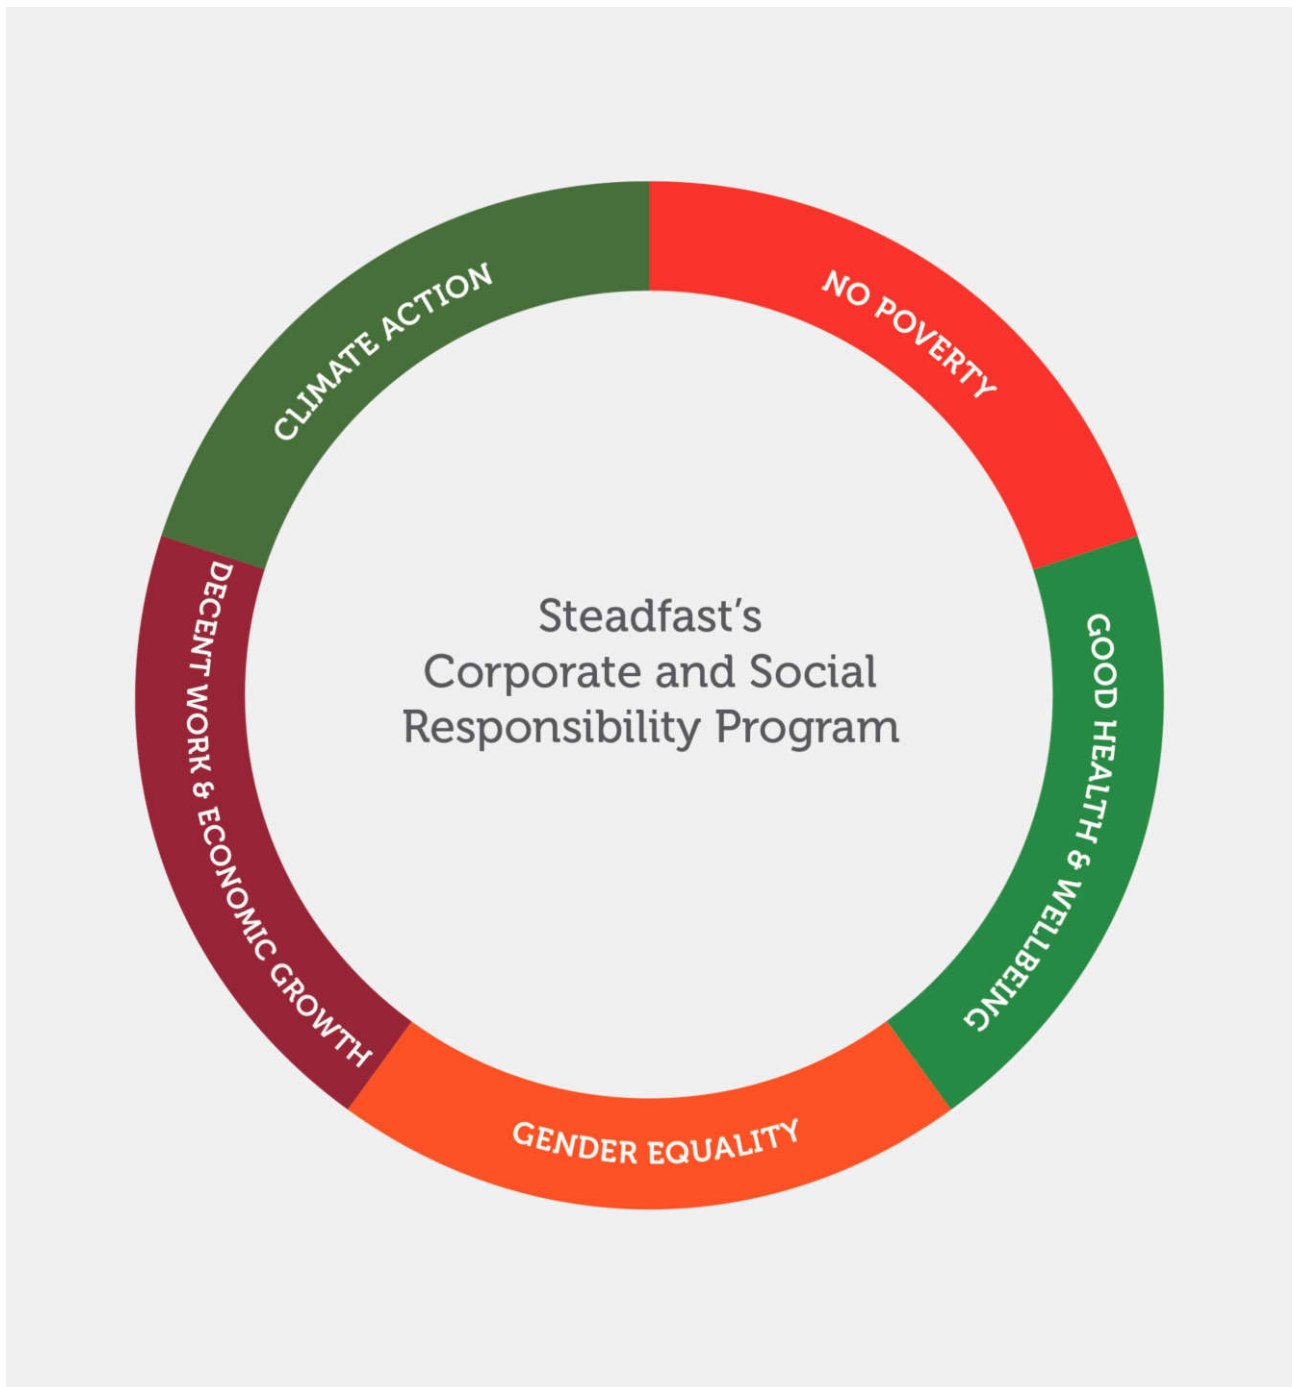 NO POVERTY
GOOD HEALTH & WELLBEING
GENDER EQUALITY
DECENT WORK & ECONOMIC GROWTH
CLIMATE ACTION
Steadfast’s
Corporate and Social
Responsibility Program